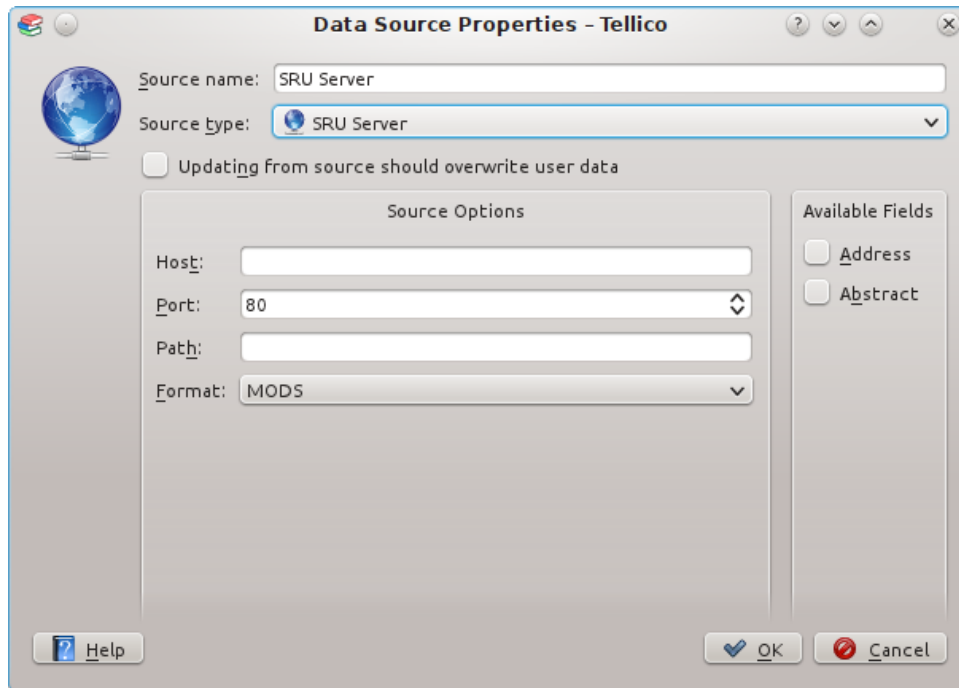 Data Source Properties – Tellico
Source name: SRU Server
Source type: SRU Server
Updating from source should overwrite user data
Source Options
Available Fields
Host:
Address
Port: 80
Abstract
Path:
Format: MODS
Help
OK
Cancel